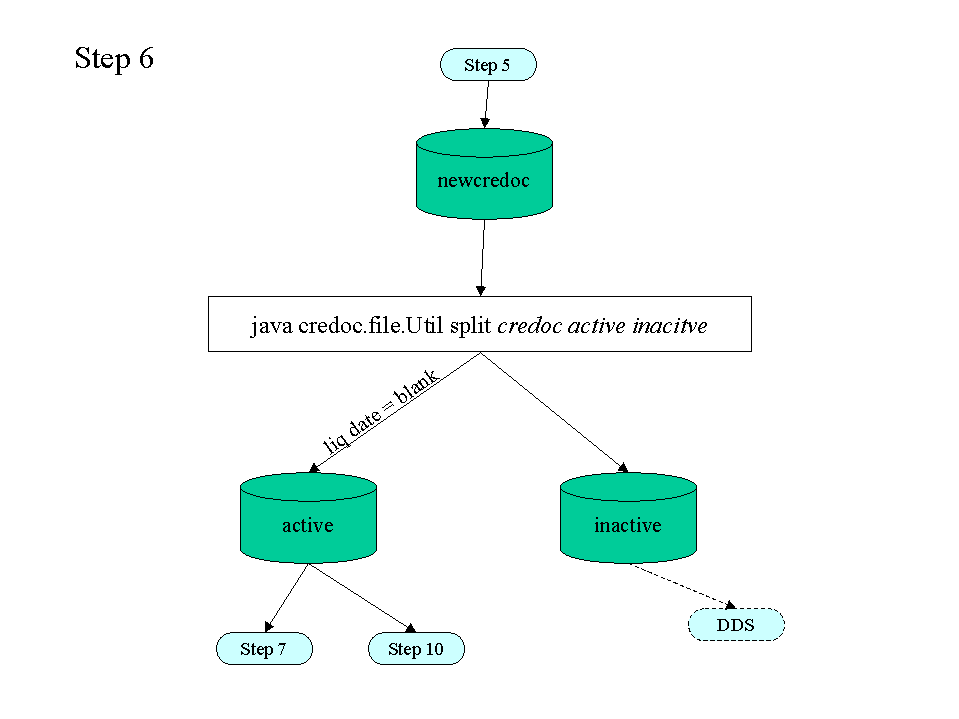 Step 6
Step 5
newcredoc
java credoc.file.Util split credoc active inacitve
liq date = blank
active
inactive
DDS
Step 7
Step 10